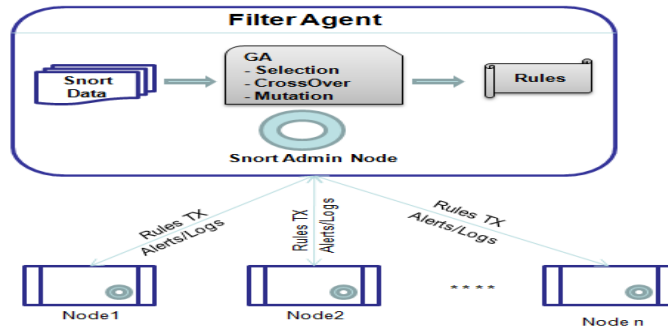 Filter Agent
Snort
Data
GA
- Selection
- CrossOver
- Mutation
Rules
Snort Admin Node
Rules TX
Alerts/Logs
Rules TX
Alerts/Logs
Rules TX
Alerts/Logs
Node1
Node2
* * * *
Node n